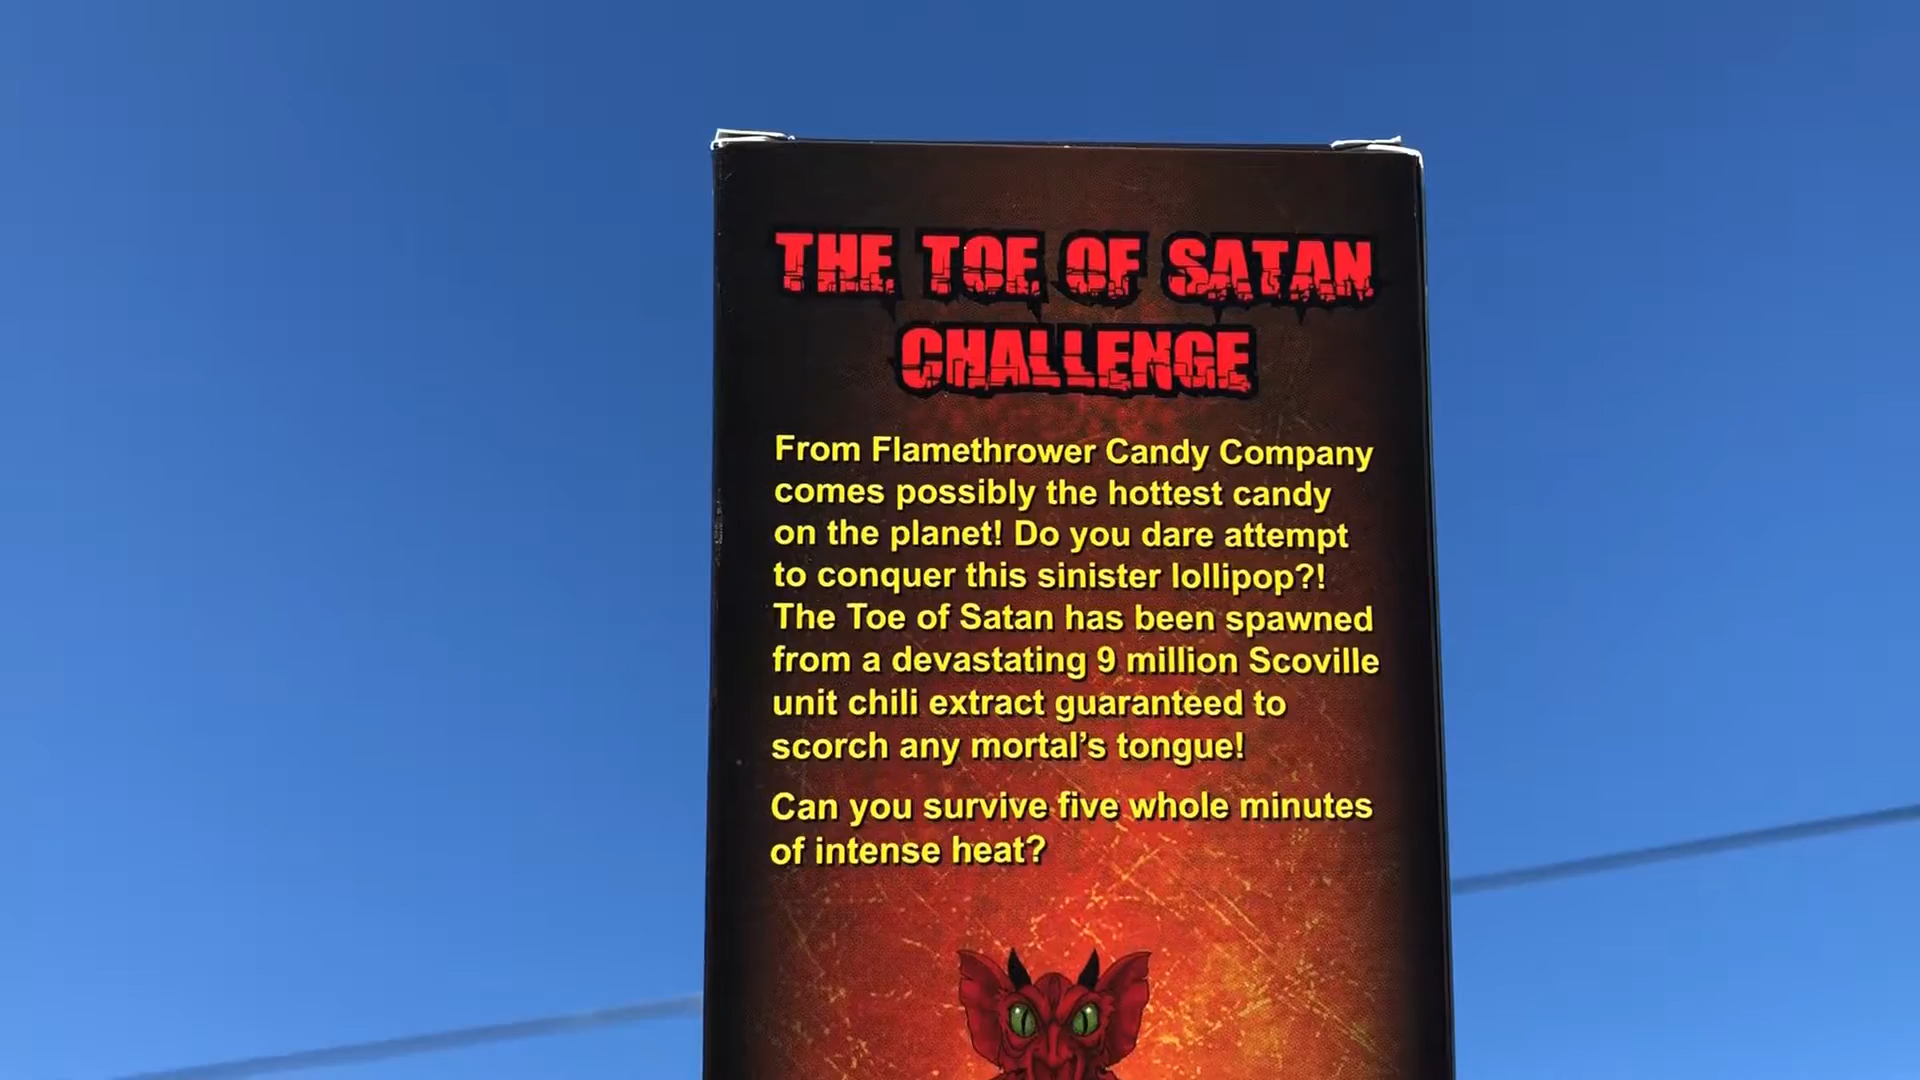 THE TOE OF SATAN
CHALLENGE
From Flamethrower Candy Company
comes possibly the hottest candy
on the planet! Do you dare attempt
to conquer this sinister lollipop?!
The Toe of Satan has been spawned
from a devastating 9 million Scoville
unit chili extract guaranteed to
scorch any mortal’s tongue!
Can you survive five whole minutes
of intense heat?